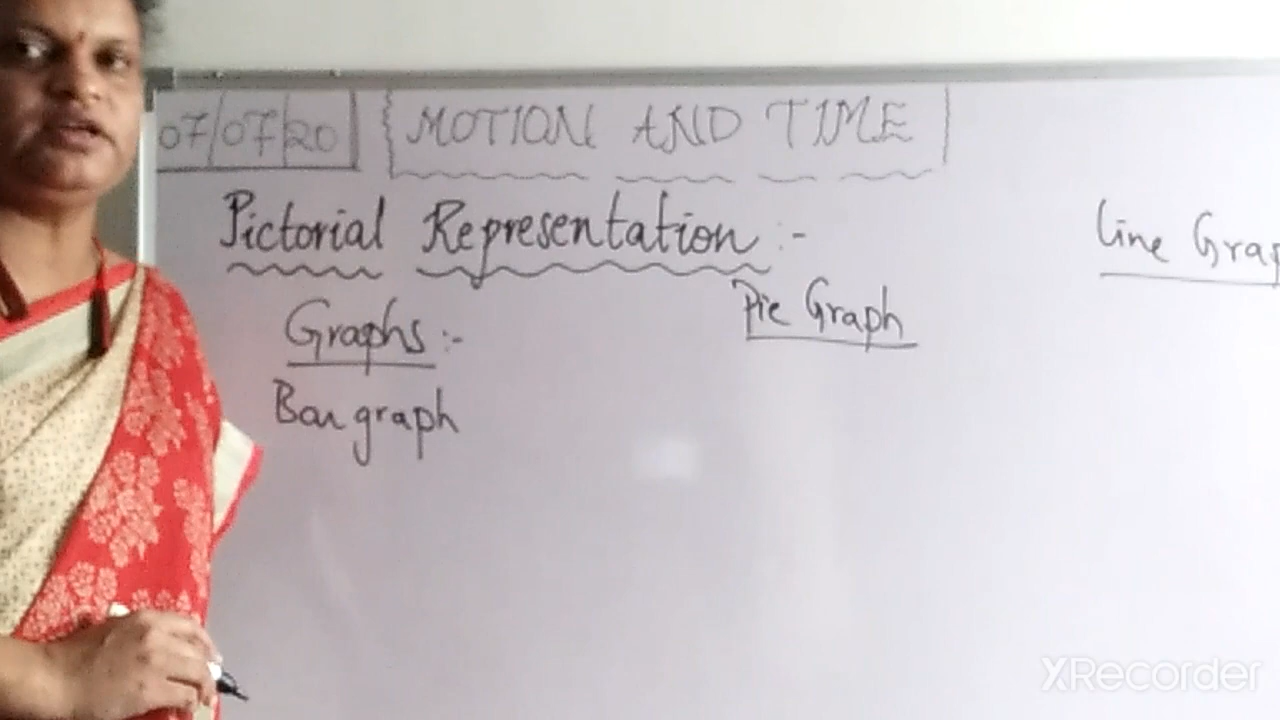 07/07/20 MOTION AND TIME
Pictorial Representation :-
Line Grap
Graphs :-
Pie Graph
Bar graph
XRecorder